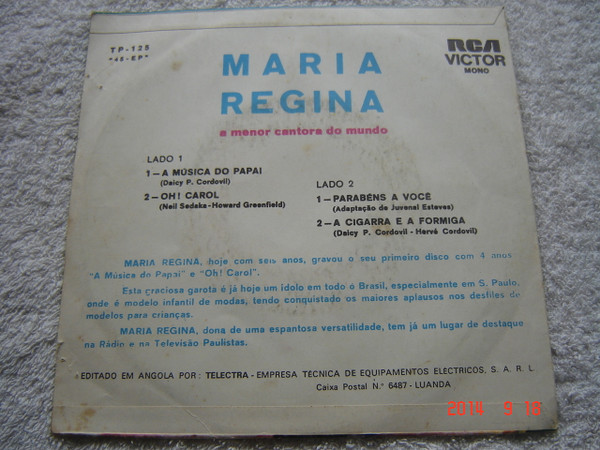 TP-125
"45-EP"
RCA
VICTOR
MONO
MARIA
REGINA
a menor cantora do mundo
LADO 1
1—A MÚSICA DO PAPAI
(Daicy P. Cordovil)
2—OH! CAROL
(Neil Sedaka-Howard Greenfield)
LADO 2
1—PARABÉNS A VOCÊ
(Adaptação de Juvenal Esteves)
2—A CIGARRA E A FORMIGA
(Daicy P. Cordovil - Hervé Cordovil)
MARIA REGINA, hoje com seis anos, gravou o seu primeiro disco com 4 anos
"A Música do Papai" e "Oh! Carol".
Esta graciosa garota é já hoje um ídolo em todo o Brasil, especialmente em S. Paulo,
onde é modelo infantil de modas, tendo conquistado os maiores aplausos nos desfiles de
modelos para crianças.
MARIA REGINA, dona de uma espantosa versatilidade, tem já um lugar de destaque
na Rádio e na Televisão Paulistas.
EDITADO EM ANGOLA POR: TELECTRA - EMPRESA TÉCNICA DE EQUIPAMENTOS ELECTRICOS, S. A. R. L.
Caixa Postal N.º 6487 - LUANDA
2014 9 18